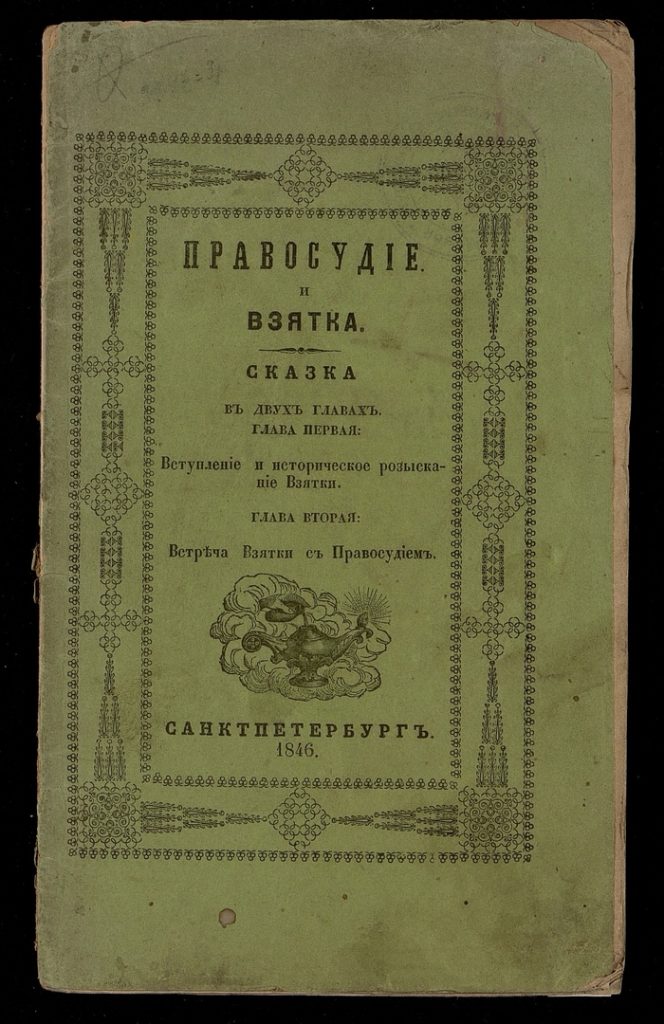 ПРАВОСУДІЕ.
И
ВЗЯТКА.
СКАЗКА
ВЪ ДВУХЪ ГЛАВАХЪ.
ГЛАВА ПЕРВАЯ:
Вступленіе и историческое розыска-
ніе Взятки.
ГЛАВА ВТОРАЯ:
Встрѣча Взятки съ Правосудіемъ.
САНКТПЕТЕРБУРГЪ.
1846.